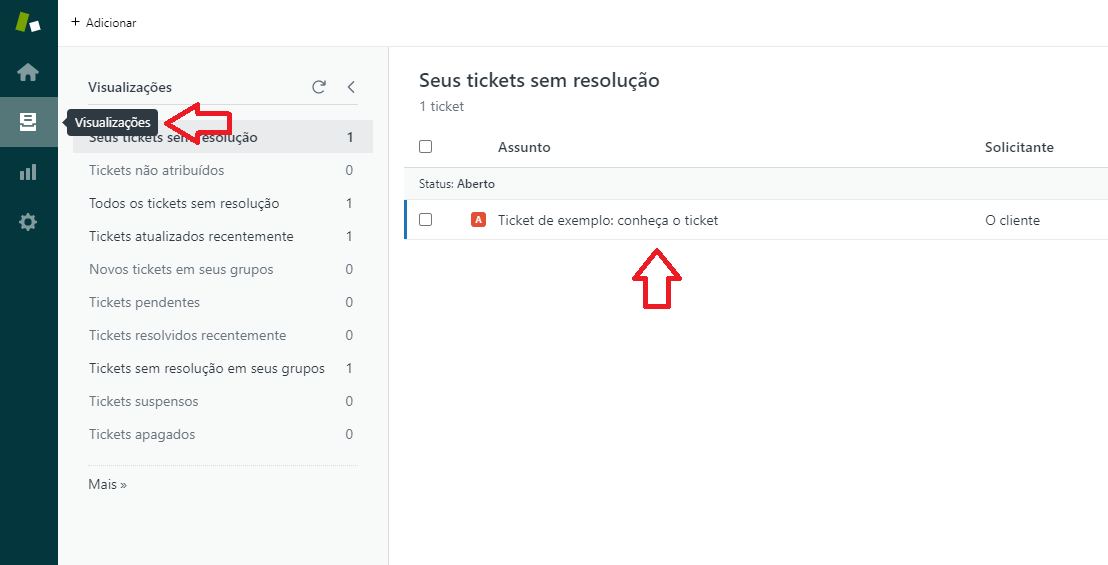 + Adicionar
Visualizações
Visualizações
Seus tickets sem resolução 1
Tickets não atribuídos 0
Todos os tickets sem resolução 1
Tickets atualizados recentemente 1
Novos tickets em seus grupos 0
Tickets pendentes 0
Tickets resolvidos recentemente 0
Tickets sem resolução em seus grupos 1
Tickets suspensos 0
Tickets apagados 0
Mais »
Seus tickets sem resolução
1 ticket
Assunto Solicitante
Status: Aberto
A Ticket de exemplo: conheça o ticket O cliente